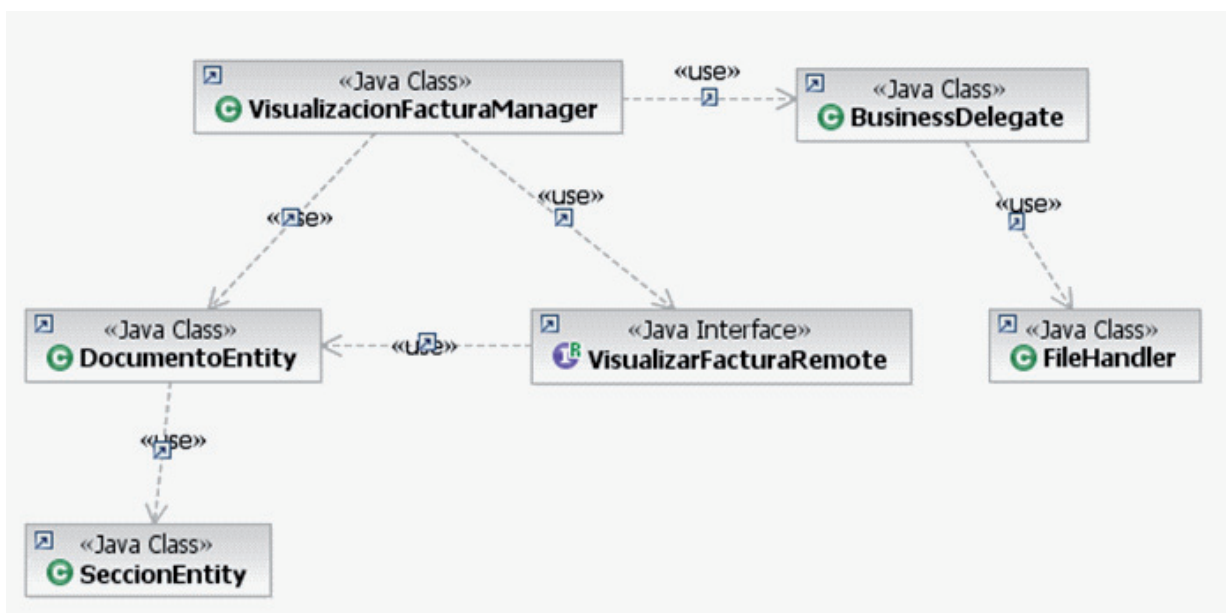 «Java Class»
VisualizacionFacturaManager
«use»
«Java Class»
BusinessDelegate
«use»
«use»
«use»
«Java Class»
DocumentoEntity
«use»
«Java Interface»
VisualizarFacturaRemote
«Java Class»
FileHandler
«use»
«Java Class»
SeccionEntity